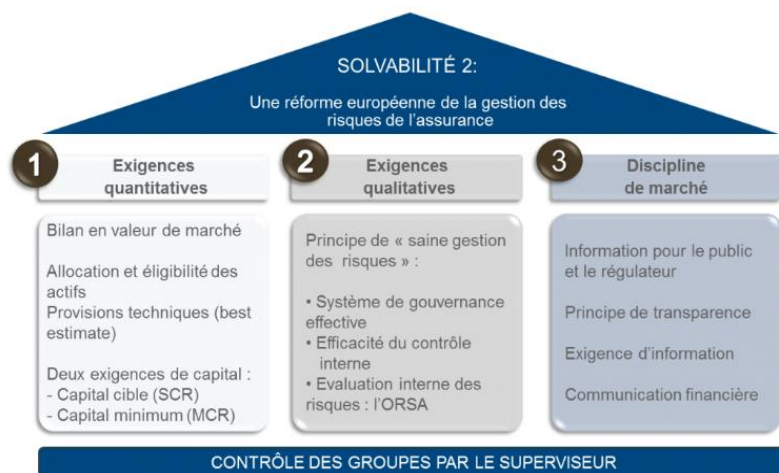 SOLVABILITÉ 2:
Une réforme européenne de la gestion des
risques de l'assurance
1
Exigences
quantitatives
Bilan en valeur de marché
Allocation et éligibilité des
actifs
Provisions techniques (best
estimate)
Deux exigences de capital :
- Capital cible (SCR)
- Capital minimum (MCR)
2
Exigences
qualitatives
Principe de « saine gestion
des risques » :
• Système de gouvernance
effective
• Efficacité du contrôle
interne
• Evaluation interne des
risques : l'ORSA
3
Discipline
de marché
Information pour le public
et le régulateur
Principe de transparence
Exigence d'information
Communication financière
CONTRÔLE DES GROUPES PAR LE SUPERVISEUR